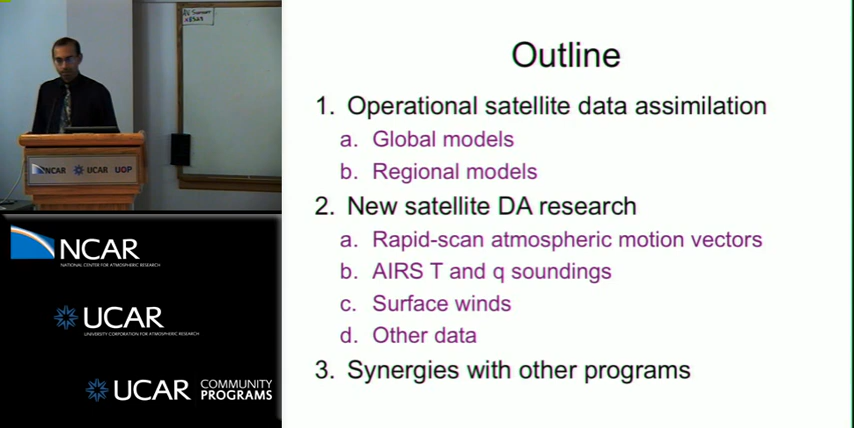 NCAR
UCAR
UOP
NCAR
NATIONAL CENTER FOR ATMOSPHERIC RESEARCH
UCAR
UNIVERSITY CORPORATION FOR ATMOSPHERIC RESEARCH
UCAR COMMUNITY
PROGRAMS
Outline
1. Operational satellite data assimilation
a. Global models
b. Regional models
2. New satellite DA research
a. Rapid-scan atmospheric motion vectors
b. AIRS T and q soundings
c. Surface winds
d. Other data
3. Synergies with other programs